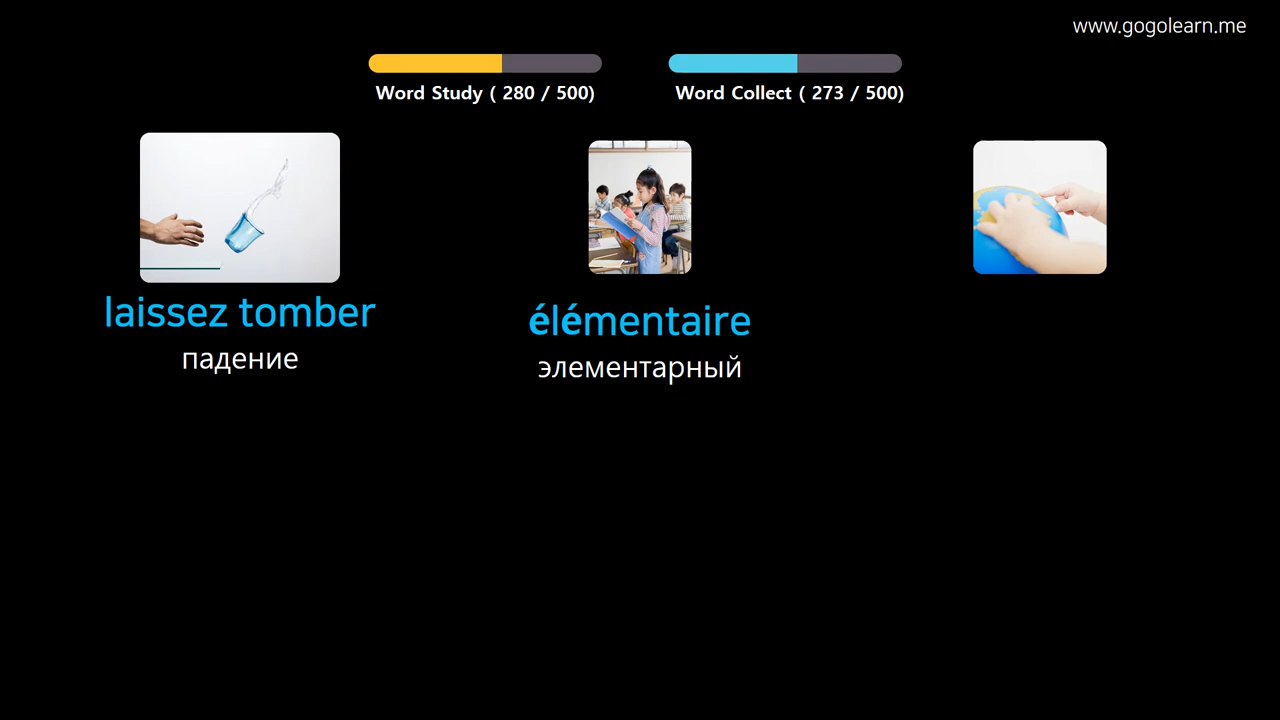 www.gogolearn.me
Word Study ( 280 / 500)
Word Collect ( 273 / 500)
laissez tomber
падение
élémentaire
элементарный